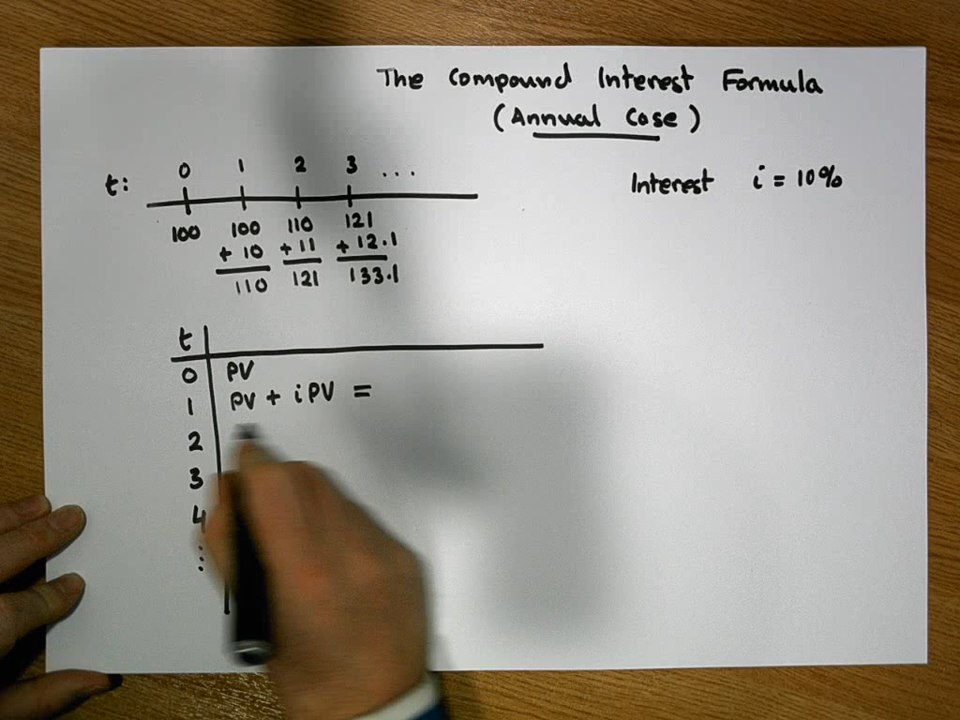 The Compound Interest Formula
(Annual Case)
Interest i = 10%
t: 0 1 2 3 ...
100 100 110 121
+ 10 + 11 + 12.1
110 121 133.1
t
0 PV
1 PV + i PV =
2
3
4
⋮